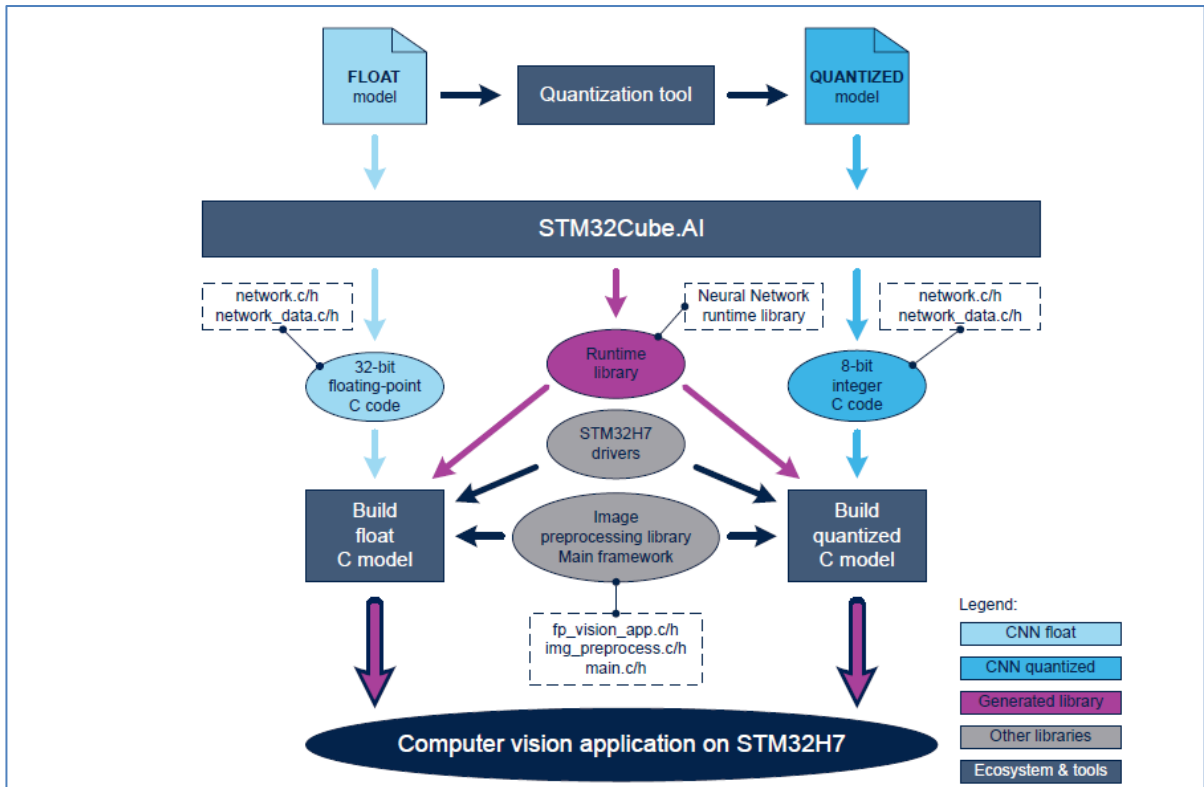 FLOAT
model
Quantization tool
QUANTIZED
model
STM32Cube.AI
network.c/h
network_data.c/h
Neural Network
runtime library
network.c/h
network_data.c/h
32-bit
floating-point
C code
Runtime
library
8-bit
integer
C code
STM32H7
drivers
Build
float
C model
Image
preprocessing library
Main framework
Build
quantized
C model
fp_vision_app.c/h
img_preprocess.c/h
main.c/h
Legend:
CNN float
CNN quantized
Generated library
Other libraries
Ecosystem & tools
Computer vision application on STM32H7